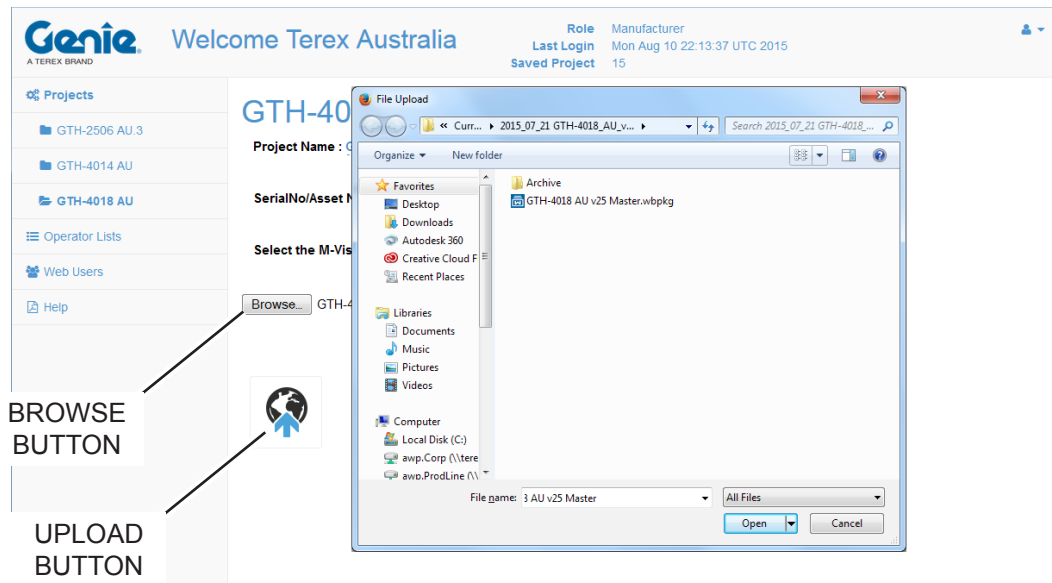 Genie.
A TEREX BRAND
Welcome Terex Australia
Role Manufacturer
Last Login Mon Aug 10 22:13:37 UTC 2015
Saved Project 15
Projects
GTH-2506 AU.3
GTH-4014 AU
GTH-4018 AU
Operator Lists
Web Users
Help
GTH-40
Project Name :
SerialNo/Asset N
Select the M-Vis
Browse... GTH-4
BROWSE
BUTTON
UPLOAD
BUTTON
File Upload
« Curr... 2015_07_21 GTH-4018_AU_v...
Search 2015_07_21 GTH-4018_...
Organize New folder
Favorites
Desktop
Downloads
Autodesk 360
Creative Cloud F
Recent Places
Libraries
Documents
Music
Pictures
Videos
Computer
Local Disk (C:)
awp.Corp (\\tere
awp.ProdLine (\\
Archive
GTH-4018 AU v25 Master.wbpkg
File name: 3 AU v25 Master
All Files
Open Cancel